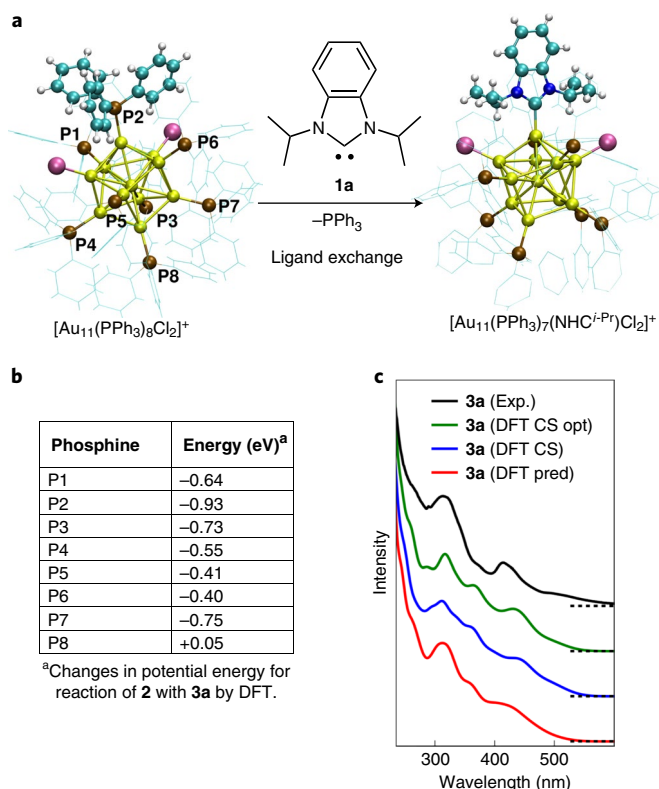 a
P2
P1
P6
P5
P3
P7
P4
P8
N
N
1a
–PPh3
Ligand exchange
[Au11(PPh3)8Cl2]+
[Au11(PPh3)7(NHCi-Pr)Cl2]+
b
Phosphine Energy (eV)a
P1 –0.64
P2 –0.93
P3 –0.73
P4 –0.55
P5 –0.41
P6 –0.40
P7 –0.75
P8 +0.05
aChanges in potential energy for
reaction of 2 with 3a by DFT.
c
3a (Exp.)
3a (DFT CS opt)
3a (DFT CS)
3a (DFT pred)
Intensity
300 400 500
Wavelength (nm)